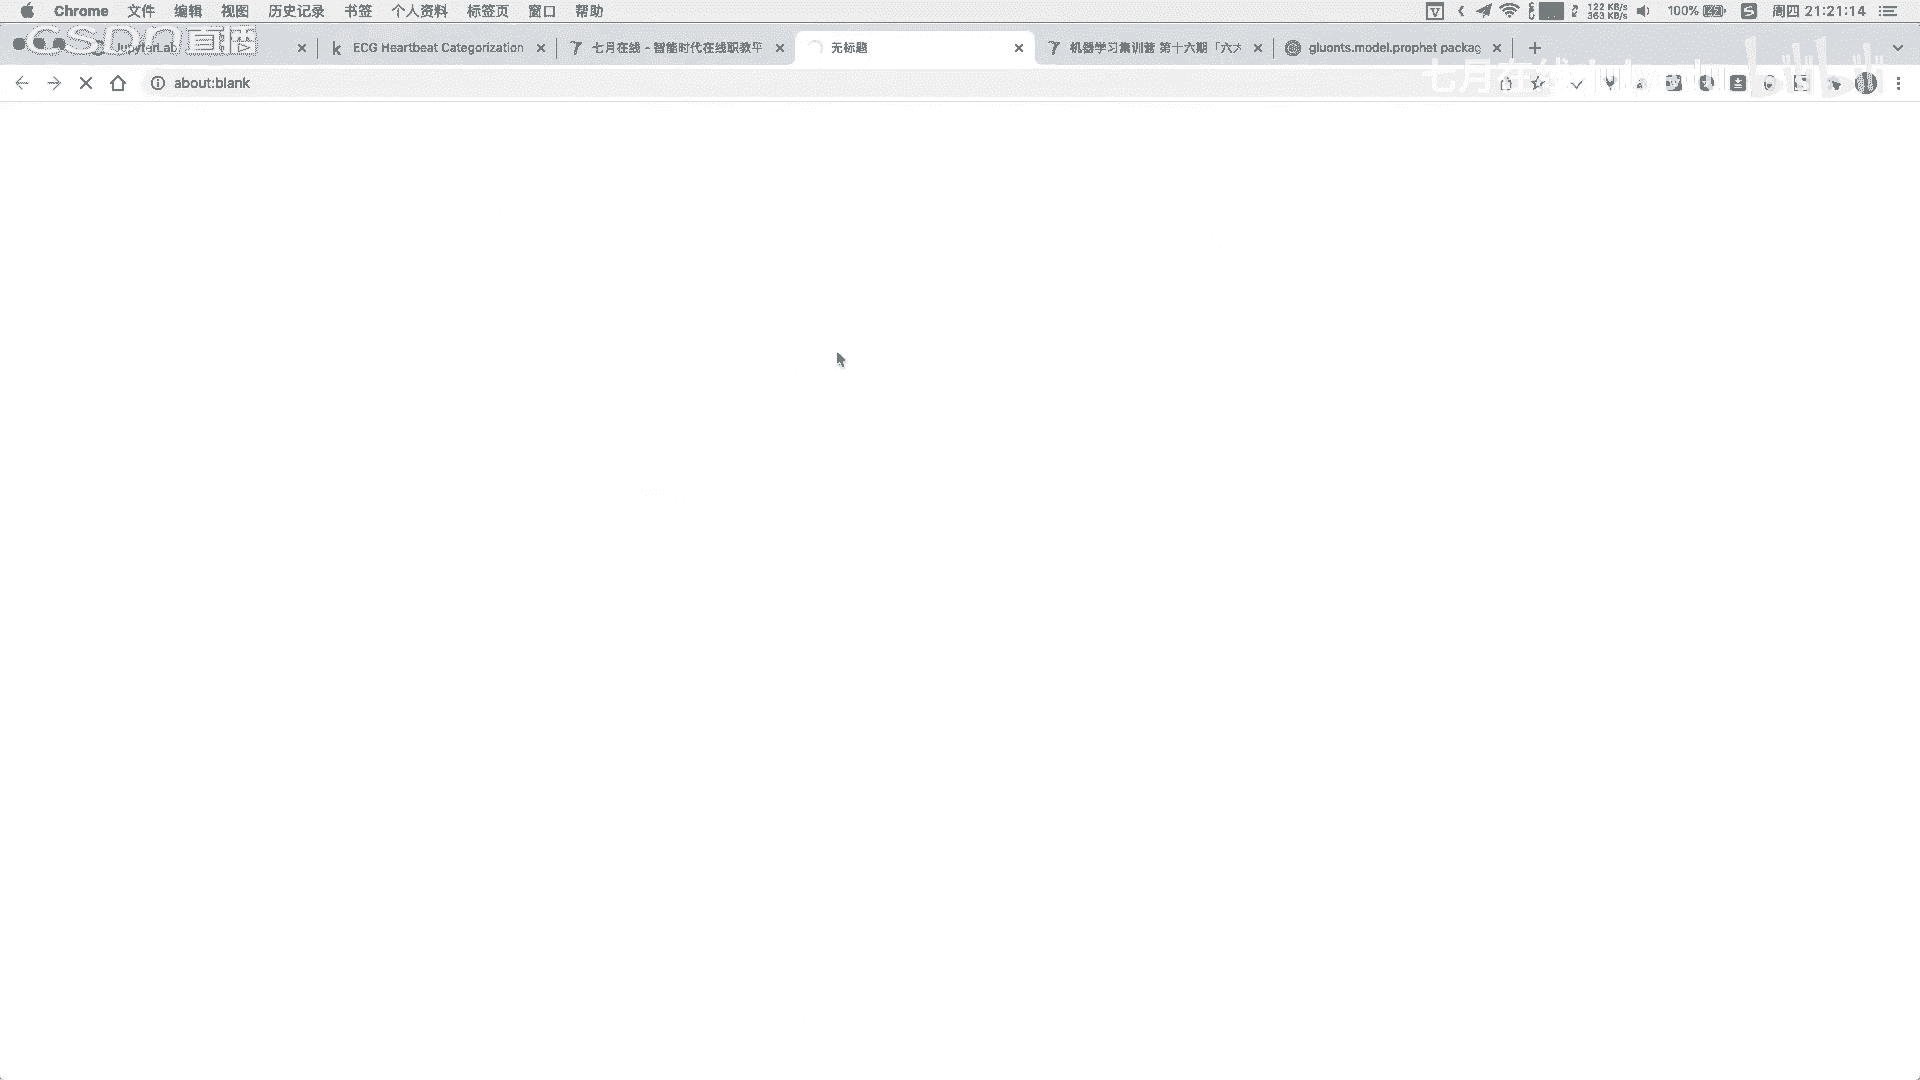 Chrome 文件 编辑 视图 历史记录 书签 个人资料 标签页 窗口 帮助 122 KB/s 363 KB/s 100% 周四 21:21:14
CSDN直播
JupyterLab ECG Heartbeat Categorization 七月在线 - 智能时代在线职教平 无标题 机器学习集训营 第十六期「六大 gluonts.model.prophet packag
about:blank
七月在线
bilibili